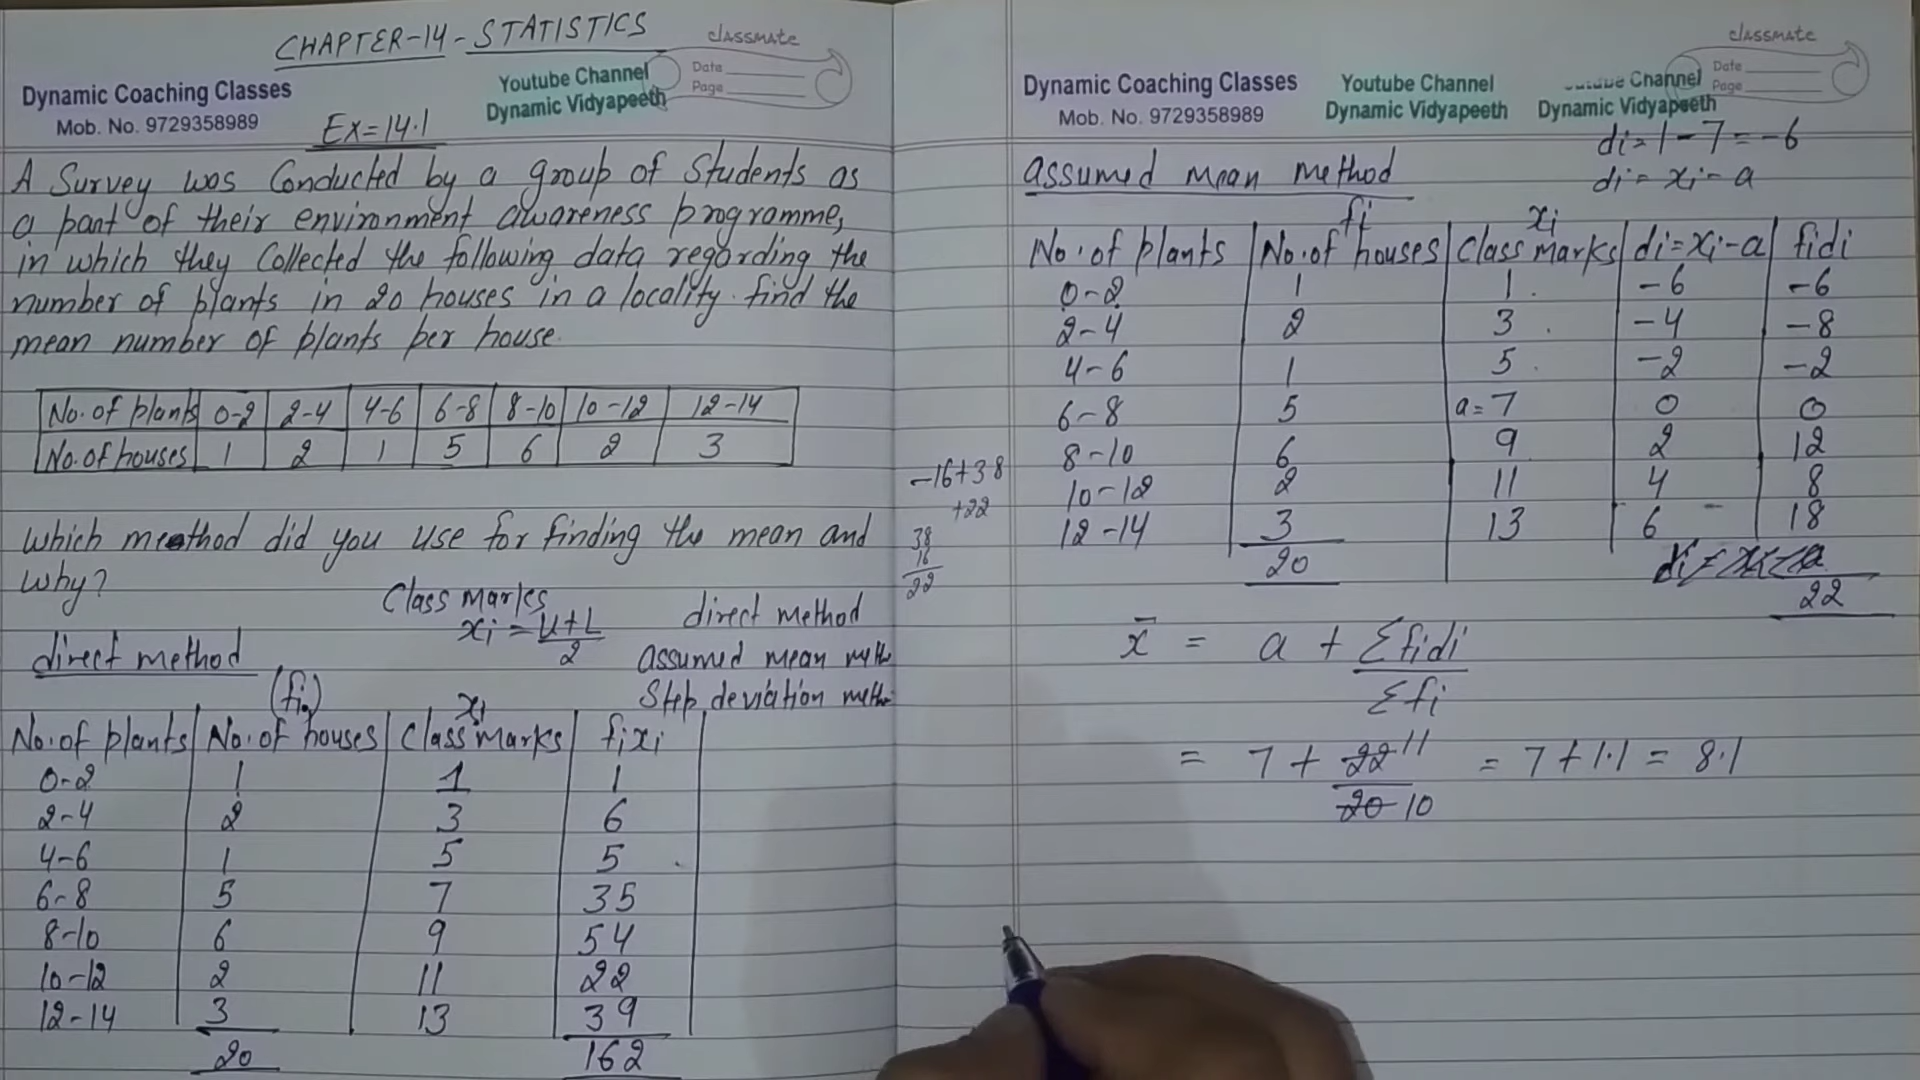 CHAPTER-14-STATISTICS
classmate
Dynamic Coaching Classes
Mob. No. 9729358989
Youtube Channel
Dynamic Vidyapeeth
Date
Page
Ex=14.1
A Survey was Conducted by a group of Students as
a part of their environment awareness programme,
in which they Collected the following data regarding the
number of plants in 20 houses in a locality. find the
mean number of plants per house.
No. of plants 0-2 2-4 4-6 6-8 8-10 10-12 12-14
No. of houses 1 2 1 5 6 2 3
which method did you use for finding the mean and
why?
Class marks
xi = U+L
2
direct method
assumed mean meth
Step deviation meth
direct method
(fi) xi
No. of plants No. of houses Class marks fixi
0-2 1 1 1
2-4 2 3 6
4-6 1 5 5
6-8 5 7 35
8-10 6 9 54
10-12 2 11 22
12-14 3 13 39
20 162
-16+38
+22
38
16
22
classmate
Dynamic Coaching Classes
Mob. No. 9729358989
Youtube Channel
Dynamic Vidyapeeth
Channel
Dynamic Vidyapeeth
Date
Page
di=1-7=-6
di=xi-a
assumed mean method
fi xi
No. of plants No. of houses Class marks di=xi-a fidi
0-2 1 1 -6 -6
2-4 2 3 -4 -8
4-6 1 5 -2 -2
6-8 5 a=7 0 0
8-10 6 9 2 12
10-12 2 11 4 8
12-14 3 13 6 18
20 22
x̄ = a + Σfidi
Σfi
= 7 + 22 11 = 7+1.1 = 8.1
20 10